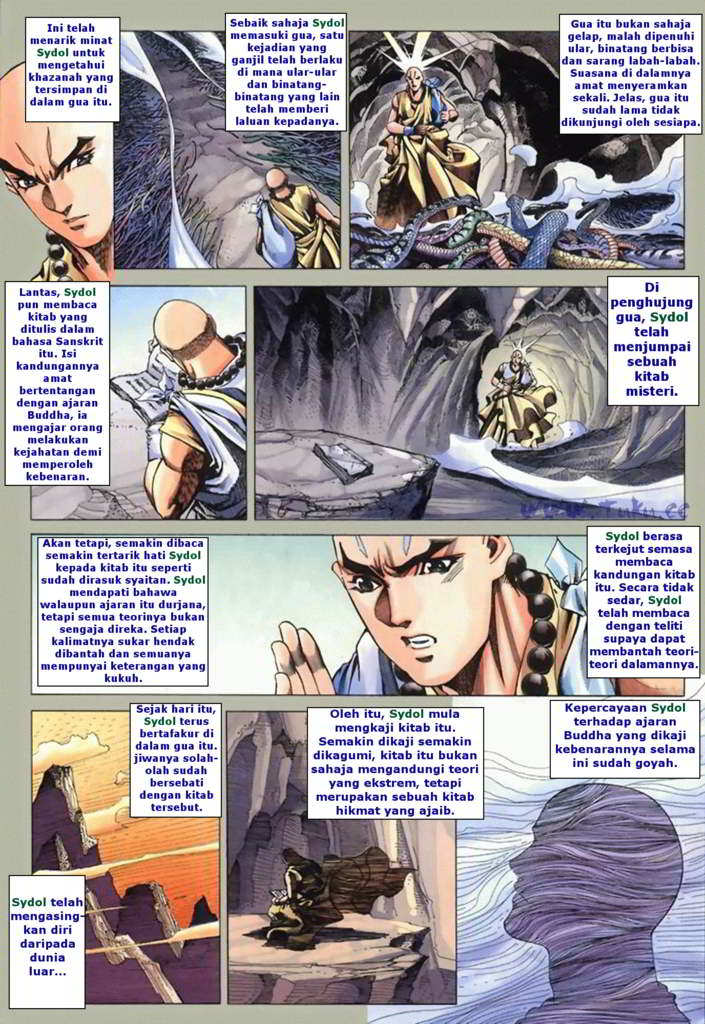 Ini telah
menarik minat
Sydol untuk
mengetahui
khazanah yang
tersimpan di
dalam gua itu.
Sebaik sahaja Sydol
memasuki gua, satu
kejadian yang
ganjil telah berlaku
di mana ular-ular
dan binatang-
binatang yang lain
telah memberi
laluan kepadanya.
Gua itu bukan sahaja
gelap, malah dipenuhi
ular, binatang berbisa
dan sarang labah-labah.
Suasana di dalamnya
amat menyeramkan
sekali. Jelas, gua itu
sudah lama tidak
dikunjungi oleh sesiapa.
Di
penghujung
gua, Sydol
telah
menjumpai
sebuah
kitab
misteri.
Lantas, Sydol
pun membaca
kitab yang
ditulis dalam
bahasa Sanskrit
itu. Isi
kandungannya
amat
bertentangan
dengan ajaran
Buddha, ia
mengajar orang
melakukan
kejahatan demi
memperoleh
kebenaran.
Sydol berasa
terkejut semasa
membaca
kandungan kitab
itu. Secara tidak
sedar, Sydol
telah membaca
dengan teliti
supaya dapat
membantah teori-
teori dalamannya.
Akan tetapi, semakin dibaca
semakin tertarik hati Sydol
kepada kitab itu seperti
sudah dirasuk syaitan. Sydol
mendapati bahawa
walaupun ajaran itu durjana,
tetapi semua teorinya bukan
sengaja direka. Setiap
kalimatnya sukar hendak
dibantah dan semuanya
mempunyai keterangan yang
kukuh.
Kepercayaan Sydol
terhadap ajaran
Buddha yang dikaji
kebenarannya selama
ini sudah goyah.
Oleh itu, Sydol mula
mengkaji kitab itu.
Semakin dikaji semakin
dikagumi, kitab itu bukan
sahaja mengandungi teori
yang ekstrem, tetapi
merupakan sebuah kitab
hikmat yang ajaib.
Sejak hari itu,
Sydol terus
bertafakur di
dalam gua itu.
jiwanya solah-
olah sudah
bersebati
dengan kitab
tersebut.
Sydol telah
mengasing-
kan diri
daripada
dunia
luar...